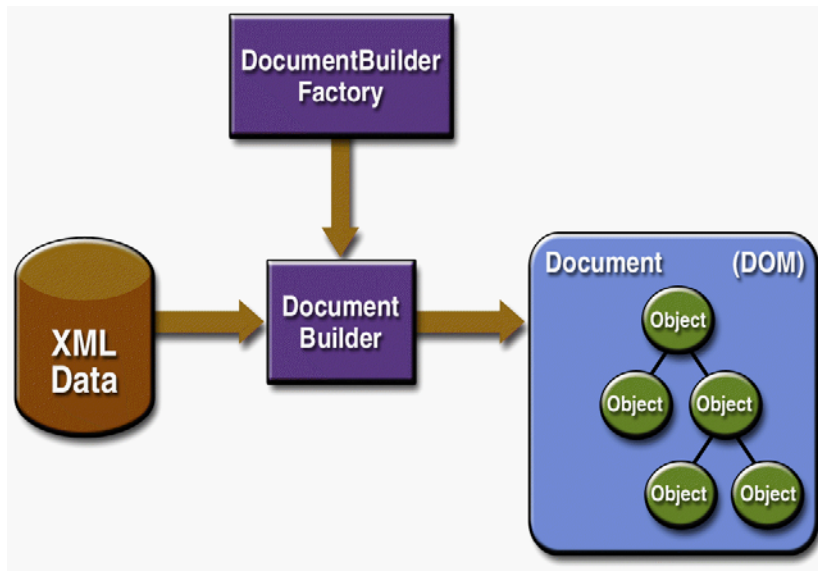 DocumentBuilder
Factory
XML
Data
Document
Builder
Document (DOM)
Object
Object
Object
Object
Object